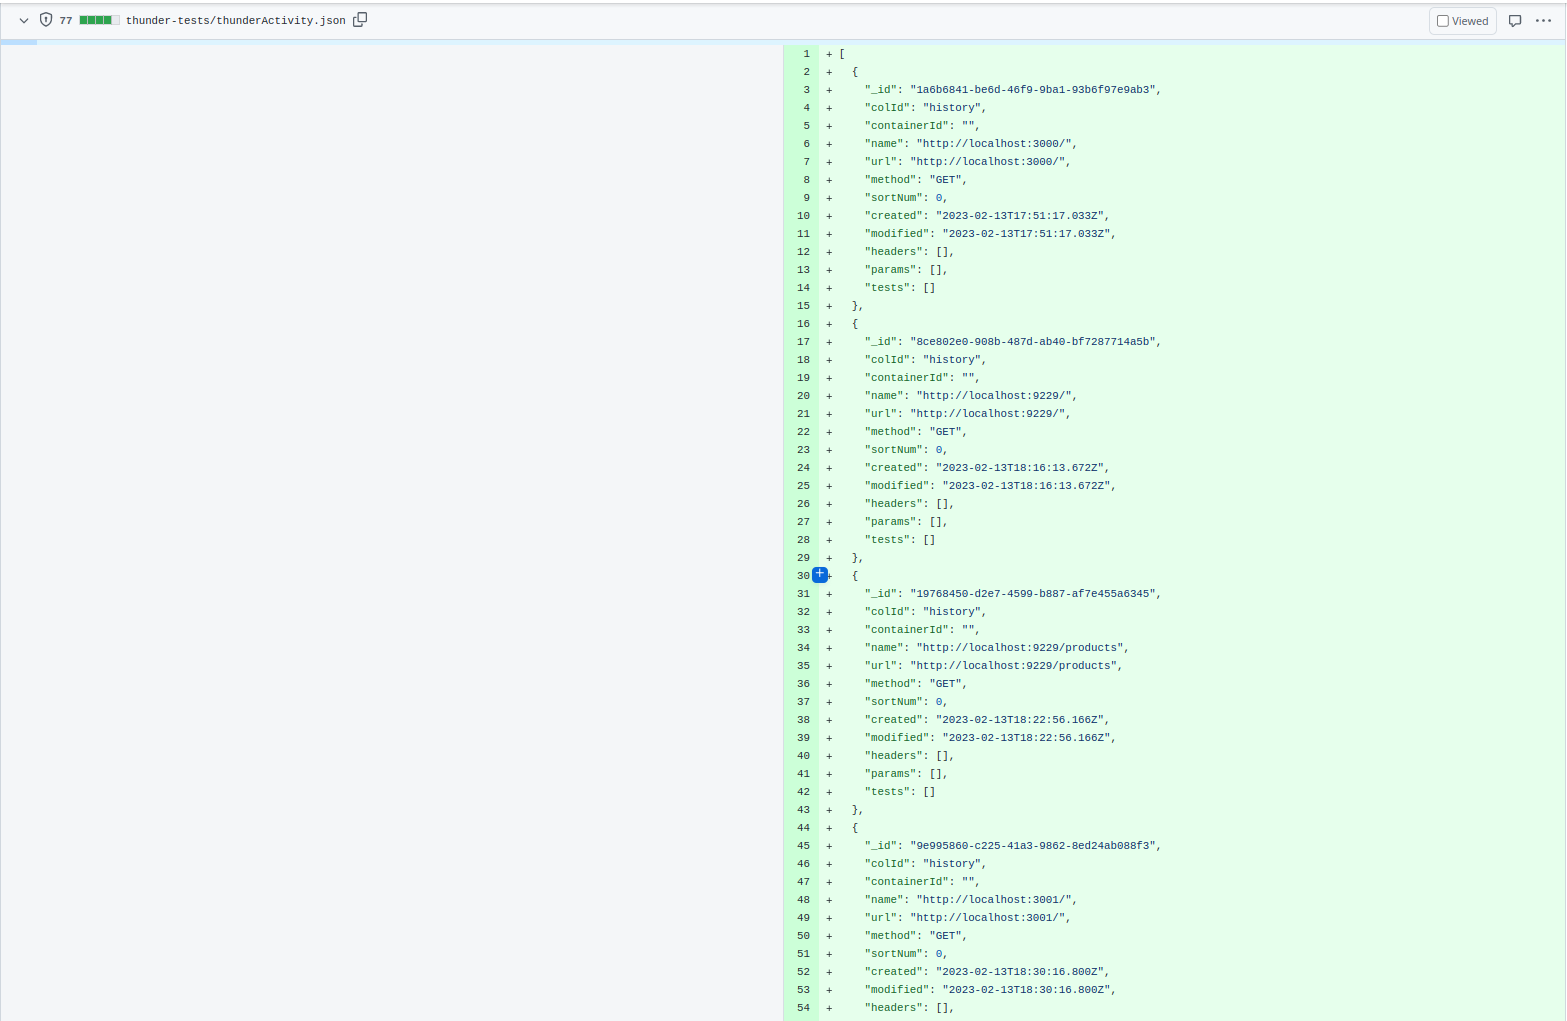 77 thunder-tests/thunderActivity.json Viewed
1 + [
2 + {
3 + "_id": "1a6b6841-be6d-46f9-9ba1-93b6f97e9ab3",
4 + "colId": "history",
5 + "containerId": "",
6 + "name": "http://localhost:3000/",
7 + "url": "http://localhost:3000/",
8 + "method": "GET",
9 + "sortNum": 0,
10 + "created": "2023-02-13T17:51:17.033Z",
11 + "modified": "2023-02-13T17:51:17.033Z",
12 + "headers": [],
13 + "params": [],
14 + "tests": []
15 + },
16 + {
17 + "_id": "8ce802e0-908b-487d-ab40-bf7287714a5b",
18 + "colId": "history",
19 + "containerId": "",
20 + "name": "http://localhost:9229/",
21 + "url": "http://localhost:9229/",
22 + "method": "GET",
23 + "sortNum": 0,
24 + "created": "2023-02-13T18:16:13.672Z",
25 + "modified": "2023-02-13T18:16:13.672Z",
26 + "headers": [],
27 + "params": [],
28 + "tests": []
29 + },
30 + {
31 + "_id": "19768450-d2e7-4599-b887-af7e455a6345",
32 + "colId": "history",
33 + "containerId": "",
34 + "name": "http://localhost:9229/products",
35 + "url": "http://localhost:9229/products",
36 + "method": "GET",
37 + "sortNum": 0,
38 + "created": "2023-02-13T18:22:56.166Z",
39 + "modified": "2023-02-13T18:22:56.166Z",
40 + "headers": [],
41 + "params": [],
42 + "tests": []
43 + },
44 + {
45 + "_id": "9e995860-c225-41a3-9862-8ed24ab088f3",
46 + "colId": "history",
47 + "containerId": "",
48 + "name": "http://localhost:3001/",
49 + "url": "http://localhost:3001/",
50 + "method": "GET",
51 + "sortNum": 0,
52 + "created": "2023-02-13T18:30:16.800Z",
53 + "modified": "2023-02-13T18:30:16.800Z",
54 + "headers": [],